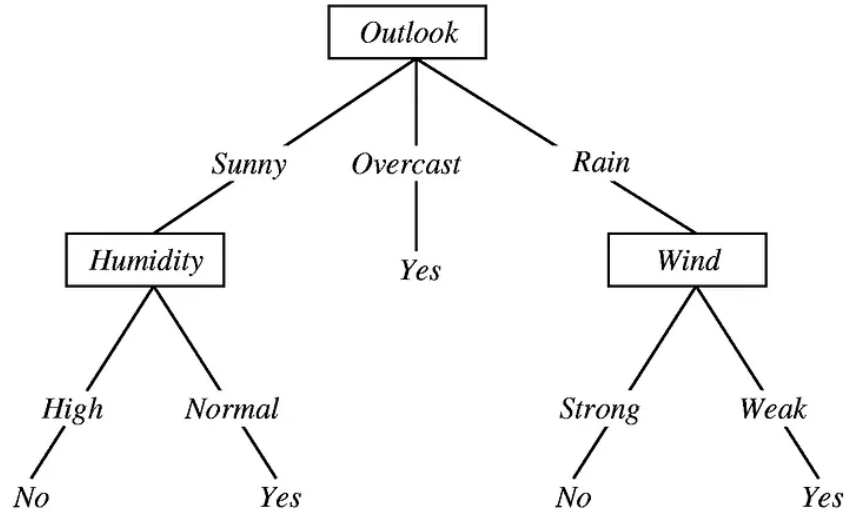 Outlook
Sunny Overcast Rain
Humidity Yes Wind
High Normal Strong Weak
No Yes No Yes